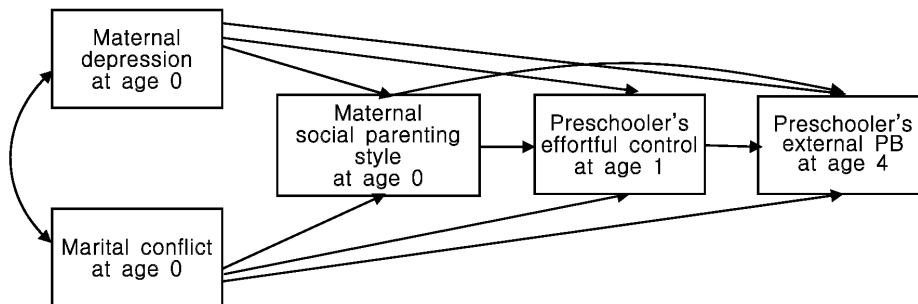 Maternal
depression
at age 0
Maternal
social parenting
style
at age 0
Preschooler's
effortful control
at age 1
Preschooler's
external PB
at age 4
Marital conflict
at age 0